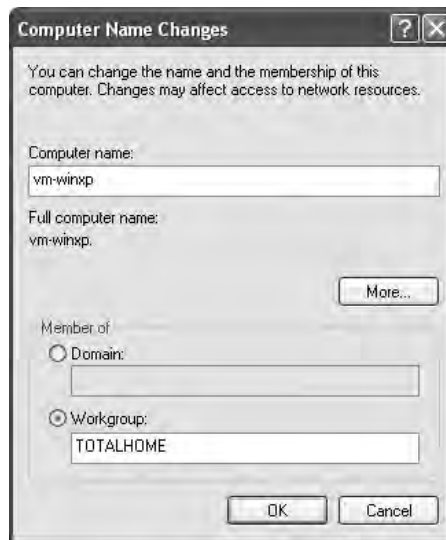 Computer Name Changes
You can change the name and the membership of this
computer. Changes may affect access to network resources.
Computer name:
vm-winxp
Full computer name:
vm-winxp.
More...
Member of
Domain:
Workgroup:
TOTALHOME
OK Cancel